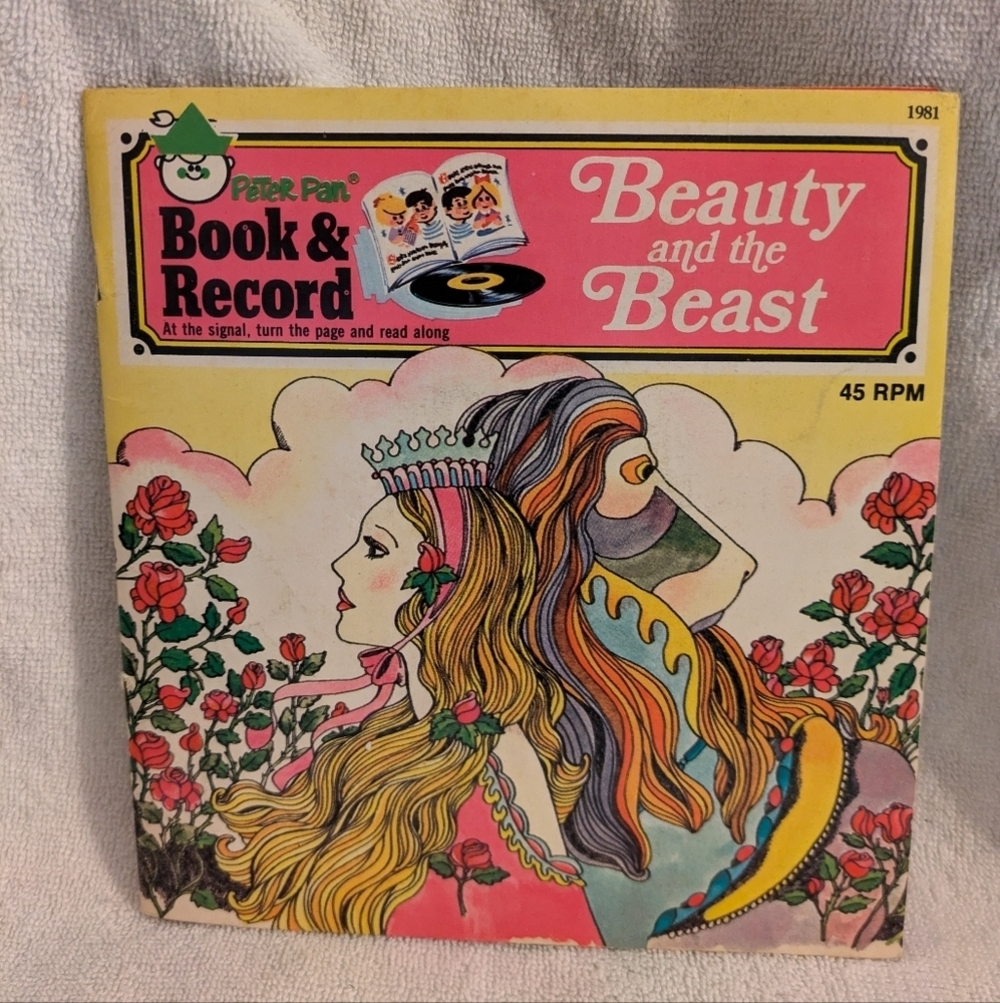 1981
Peter Pan®
Book &
Record
At the signal, turn the page and read along
Beauty
and the
Beast
45 RPM